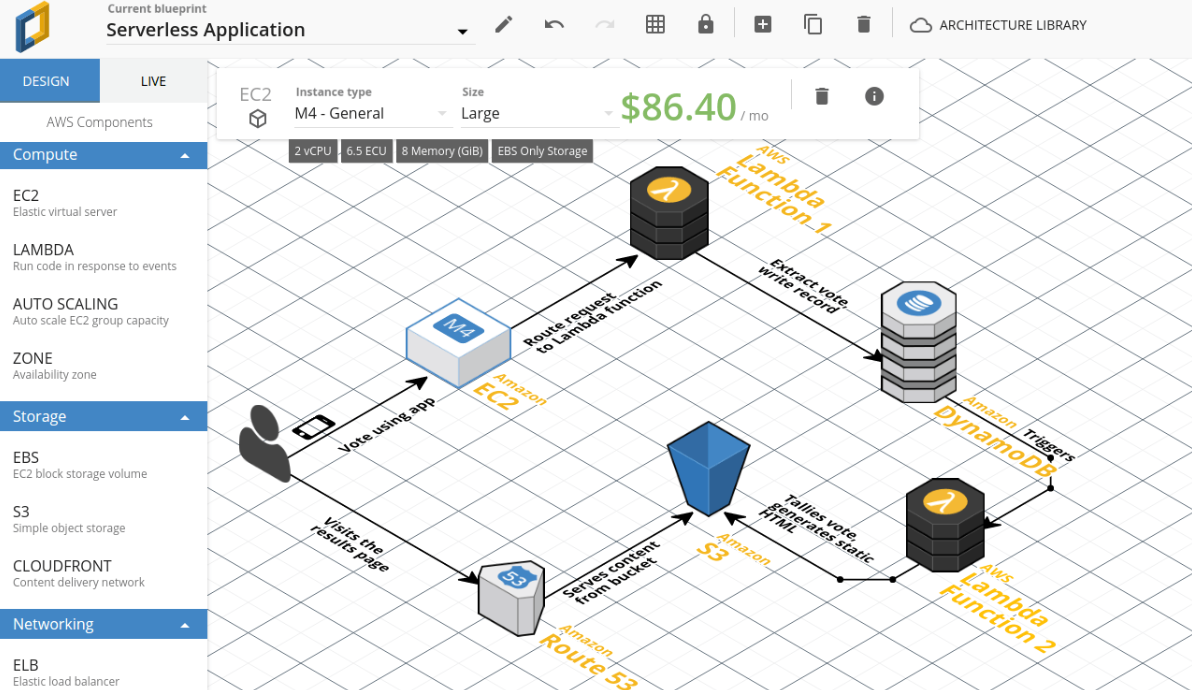 Current blueprint
Serverless Application
ARCHITECTURE LIBRARY
DESIGN
LIVE
AWS Components
Compute
EC2
Elastic virtual server
LAMBDA
Run code in response to events
AUTO SCALING
Auto scale EC2 group capacity
ZONE
Availability zone
Storage
EBS
EC2 block storage volume
S3
Simple object storage
CLOUDFRONT
Content delivery network
Networking
ELB
Elastic load balancer
EC2
Instance type
M4 - General
Size
Large
$86.40 / mo
2 vCPU
6.5 ECU
8 Memory (GiB)
EBS Only Storage
AWS
Lambda
Function 1
Extract vote,
write record
Route request
to Lambda function
M4
Amazon
EC2
Vote using app
Amazon
DynamoDB
Triggers
Tallies vote,
generates static
HTML
Amazon
S3
AWS
Lambda
Function 2
Visits the
results page
Serves content
from bucket
53
Amazon
Route 53